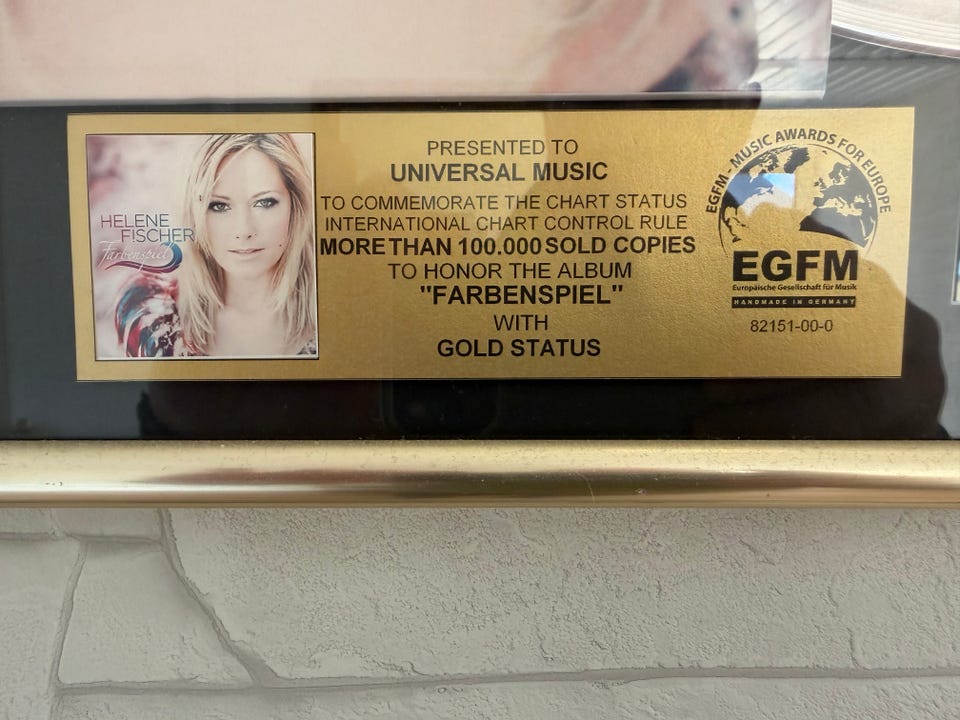 HELENE
FISCHER
Farbenspiel
PRESENTED TO
UNIVERSAL MUSIC
TO COMMEMORATE THE CHART STATUS
INTERNATIONAL CHART CONTROL RULE
MORE THAN 100.000 SOLD COPIES
TO HONOR THE ALBUM
"FARBENSPIEL"
WITH
GOLD STATUS
EGFM - MUSIC AWARDS FOR EUROPE
EGFM
Europäische Gesellschaft für Musik
HANDMADE IN GERMANY
82151-00-0